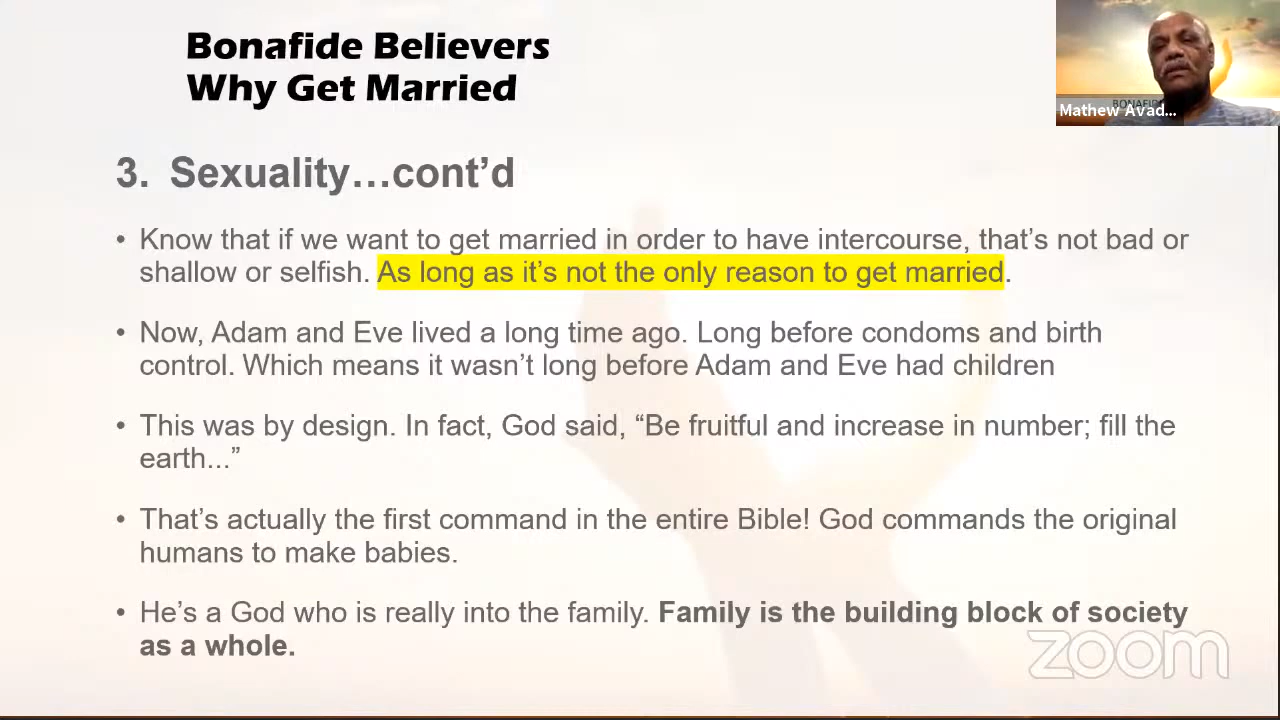 Bonafide Believers
Why Get Married
BONAFID
Mathew Avad...
3. Sexuality…cont’d
• Know that if we want to get married in order to have intercourse, that’s not bad or
shallow or selfish. As long as it’s not the only reason to get married.
• Now, Adam and Eve lived a long time ago. Long before condoms and birth
control. Which means it wasn’t long before Adam and Eve had children
• This was by design. In fact, God said, “Be fruitful and increase in number; fill the
earth...”
• That’s actually the first command in the entire Bible! God commands the original
humans to make babies.
• He’s a God who is really into the family. Family is the building block of society
as a whole.
zoom